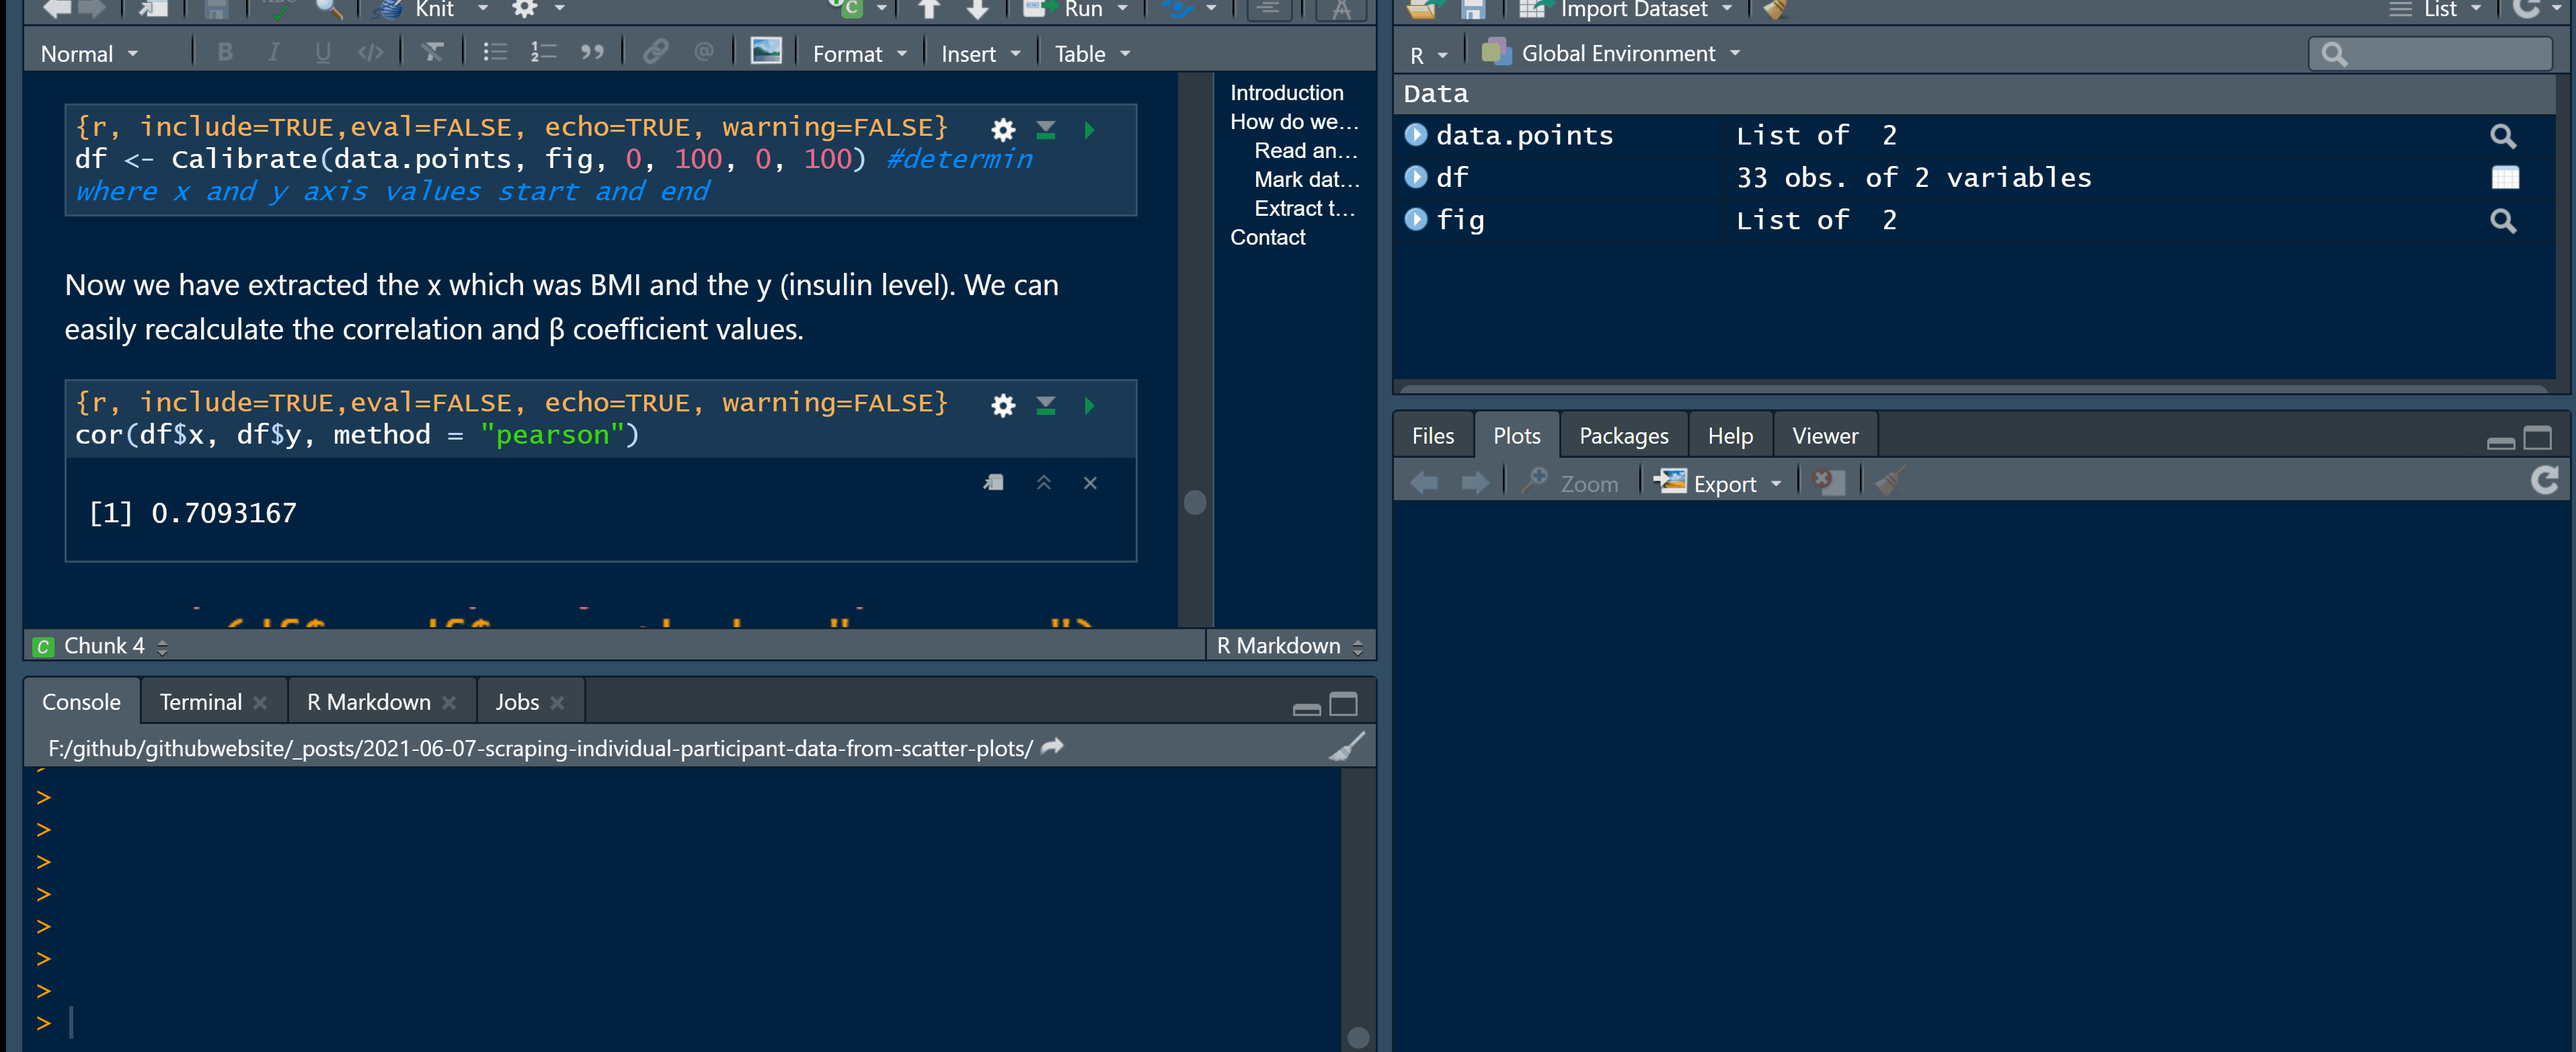 Knit
Run
Normal
Format
Insert
Table
{r, include=TRUE,eval=FALSE, echo=TRUE, warning=FALSE}
df <- Calibrate(data.points, fig, 0, 100, 0, 100) #determin
where x and y axis values start and end
Now we have extracted the x which was BMI and the y (insulin level). We can
easily recalculate the correlation and β coefficient values.
{r, include=TRUE,eval=FALSE, echo=TRUE, warning=FALSE}
cor(df$x, df$y, method = "pearson")
[1] 0.7093167
C Chunk 4
R Markdown
Introduction
How do we...
Read an...
Mark dat...
Extract t...
Contact
Console
Terminal
R Markdown
Jobs
F:/github/githubwebsite/_posts/2021-06-07-scraping-individual-participant-data-from-scatter-plots/
>
>
>
>
>
>
>
>
Import Dataset
List
R
Global Environment
Data
data.points List of 2
df 33 obs. of 2 variables
fig List of 2
Files
Plots
Packages
Help
Viewer
Zoom
Export